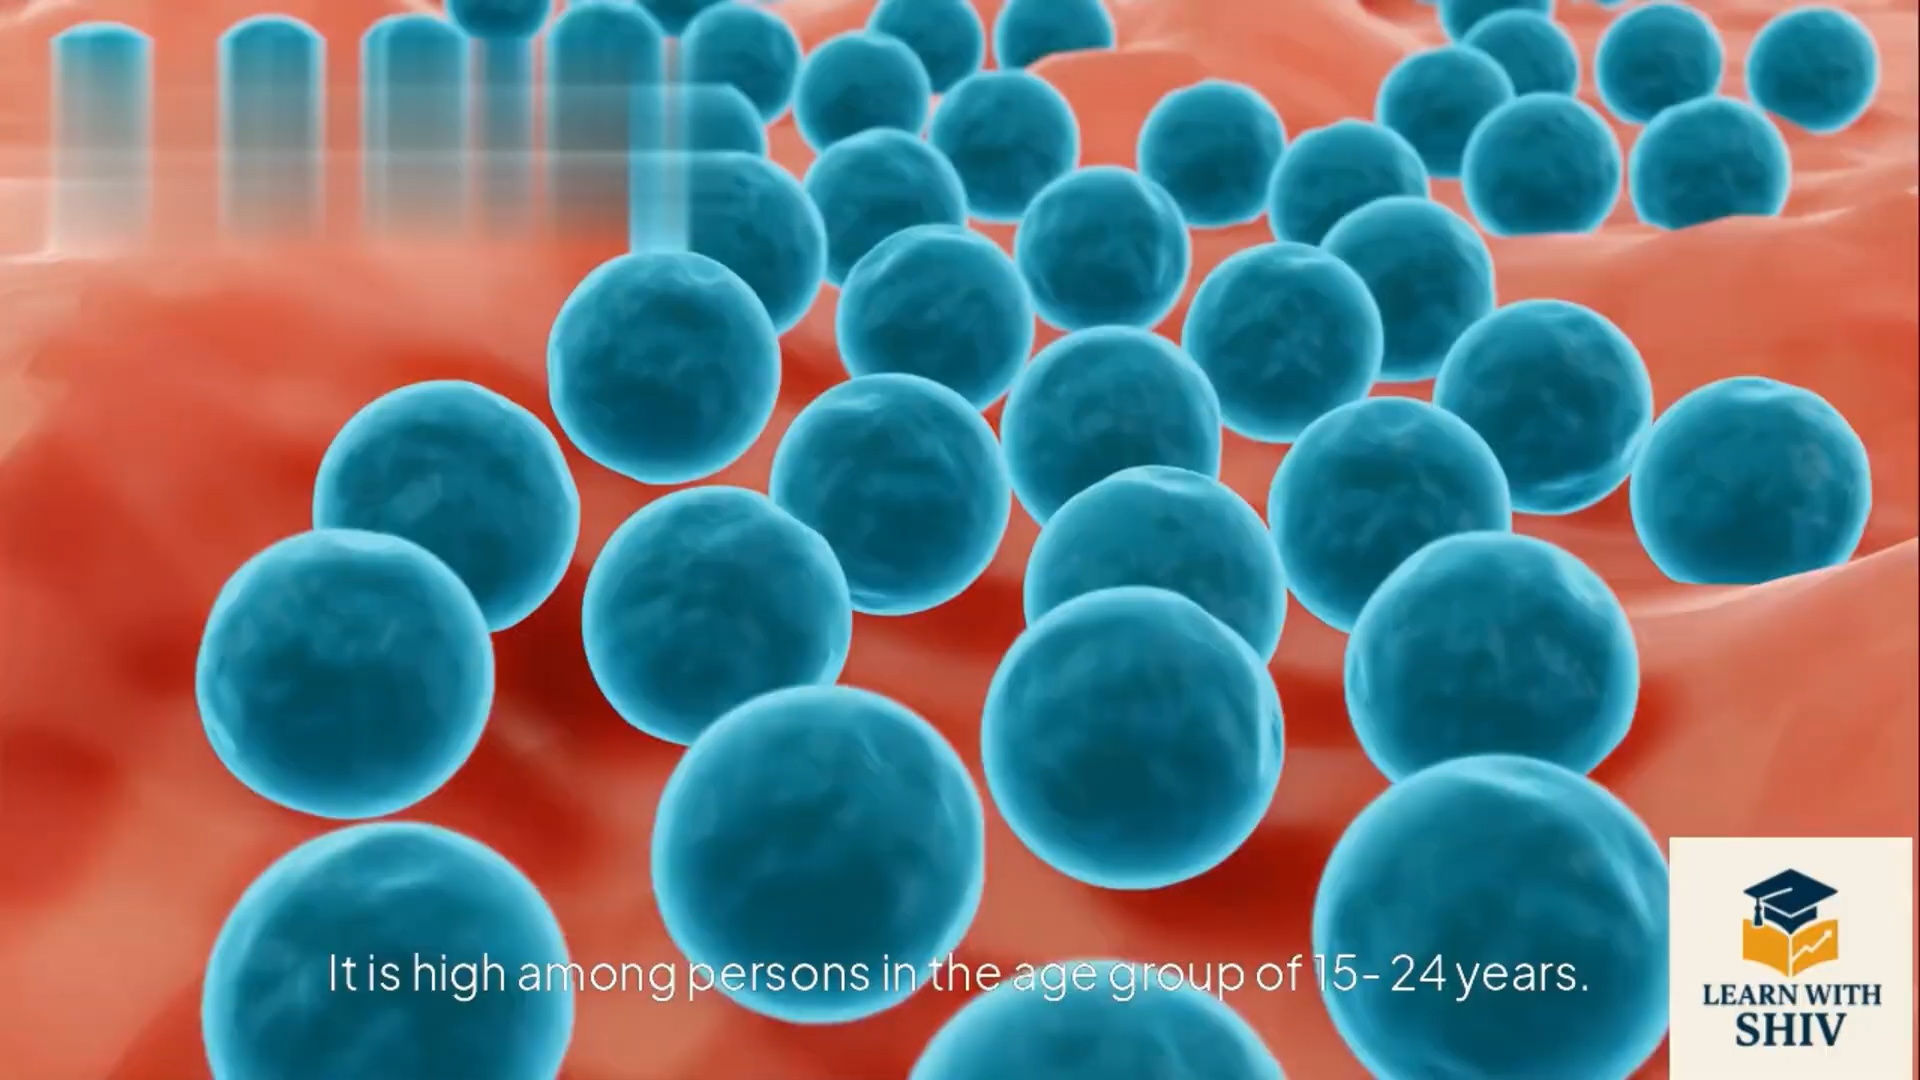 It is high among persons in the age group of 15-24 years.
LEARN WITH
SHIV